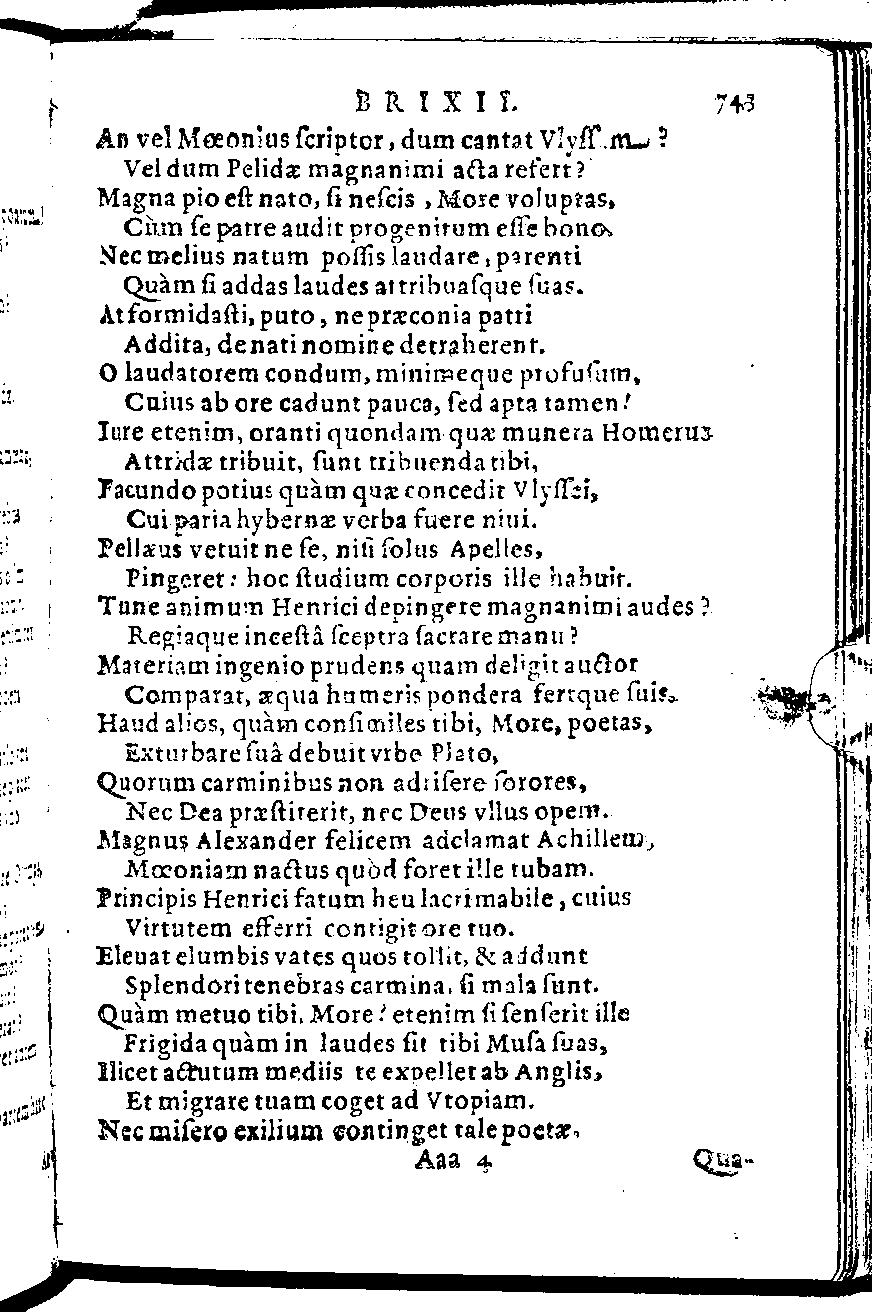 BRIXII. 743
An vel Mœonius ſcriptor, dum cantat Vlyſſ.m ?
Vel dum Pelidæ magnanimi acta refert?
Magna pio eſt nato, ſi neſcis, More voluptas,
Cùm ſe patre audit progenitum eſſe bono.
Nec melius natum poſſis laudare, parenti
Quàm ſi addas laudes attribuaſque ſuas.
At formidaſti, puto, ne præconia patri
Addita, de nati nomine detraherent.
O laudatorem condum, minimeque profuſum,
Cuius ab ore cadunt pauca, ſed apta tamen!
Iure etenim, oranti quondam quæ munera Homerus
Attridæ tribuit, ſunt tribuenda tibi,
Facundo potius quàm quæ concedit Vlyſſei,
Cui paria hybernæ verba fuere niui.
Pellæus vetuit ne ſe, niſi ſolus Apelles,
Pingeret: hoc ſtudium corporis ille habuit.
Tune animum Henrici depingere magnanimi audes?
Regiaque inceſtâ ſceptra ſacrare manu?
Materiam ingenio prudens quam deligit auctor
Comparat, æqua humeris pondera fertque ſuis.
Haud alios, quàm conſimiles tibi, More, poetas,
Exturbare ſuâ debuit vrbe Plato,
Quorum carminibus non adriſere ſorores,
Nec Dea præſtiterit, nec Deus vllus opem.
Magnus Alexander felicem adclamat Achillem,
Mœoniam nactus quòd foret ille tubam.
Principis Henrici fatum heu lacrimabile, cuius
Virtutem efferri contigit ore tuo.
Eleuat elumbis vates quos tollit, & addunt
Splendori tenebras carmina, ſi mala ſunt.
Quàm metuo tibi, More! etenim ſi ſenſerit ille
Frigida quàm in laudes ſit tibi Muſa ſuas,
Ilicet actutum mediis te expellet ab Anglis,
Et migrare tuam coget ad Vtopiam.
Nec miſero exilium continget tale poetæ,
Aaa 4 Qua-